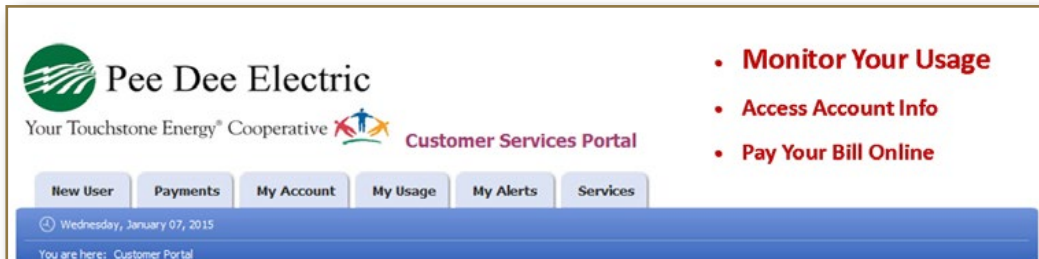 Pee Dee Electric
Your Touchstone Energy® Cooperative
Customer Services Portal
• Monitor Your Usage
• Access Account Info
• Pay Your Bill Online
New User
Payments
My Account
My Usage
My Alerts
Services
Wednesday, January 07, 2015
You are here: Customer Portal